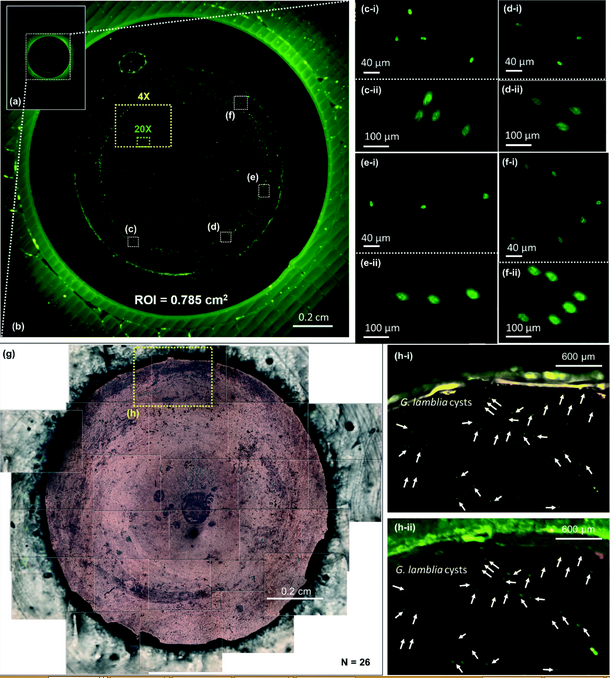 (a)
4X
20X
(f)
(e)
(d)
(c)
ROI = 0.785 cm²
0.2 cm
(b)
(c-i)
40 µm
(d-i)
40 µm
(c-ii)
100 µm
(d-ii)
100 µm
(e-i)
40 µm
(f-i)
40 µm
(e-ii)
100 µm
(f-ii)
100 µm
(g)
(h)
0.2 cm
N = 26
(h-i)
600 µm
G. lamblia cysts
(h-ii)
600 µm
G. lamblia cysts